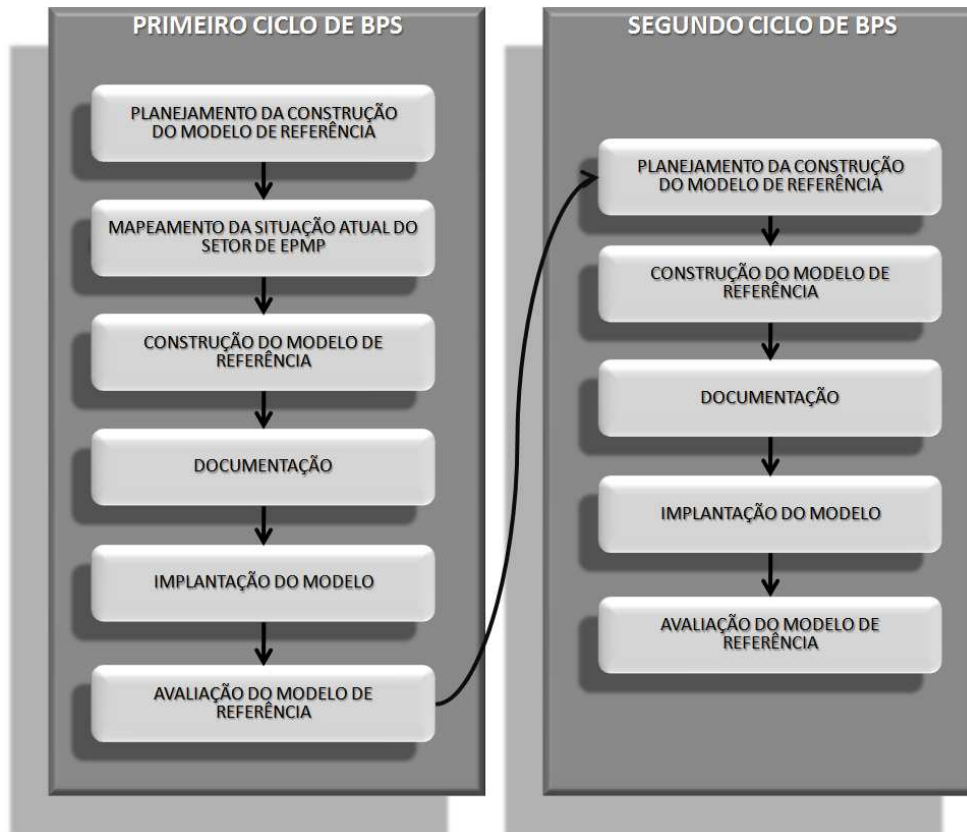 PRIMEIRO CICLO DE BPS
PLANEJAMENTO DA CONSTRUÇÃO
DO MODELO DE REFERÊNCIA
MAPEAMENTO DA SITUAÇÃO ATUAL DO
SETOR DE EPMP
CONSTRUÇÃO DO MODELO DE
REFERÊNCIA
DOCUMENTAÇÃO
IMPLANTAÇÃO DO MODELO
AVALIAÇÃO DO MODELO DE
REFERÊNCIA
SEGUNDO CICLO DE BPS
PLANEJAMENTO DA CONSTRUÇÃO
DO MODELO DE REFERÊNCIA
CONSTRUÇÃO DO MODELO DE
REFERÊNCIA
DOCUMENTAÇÃO
IMPLANTAÇÃO DO MODELO
AVALIAÇÃO DO MODELO DE
REFERÊNCIA